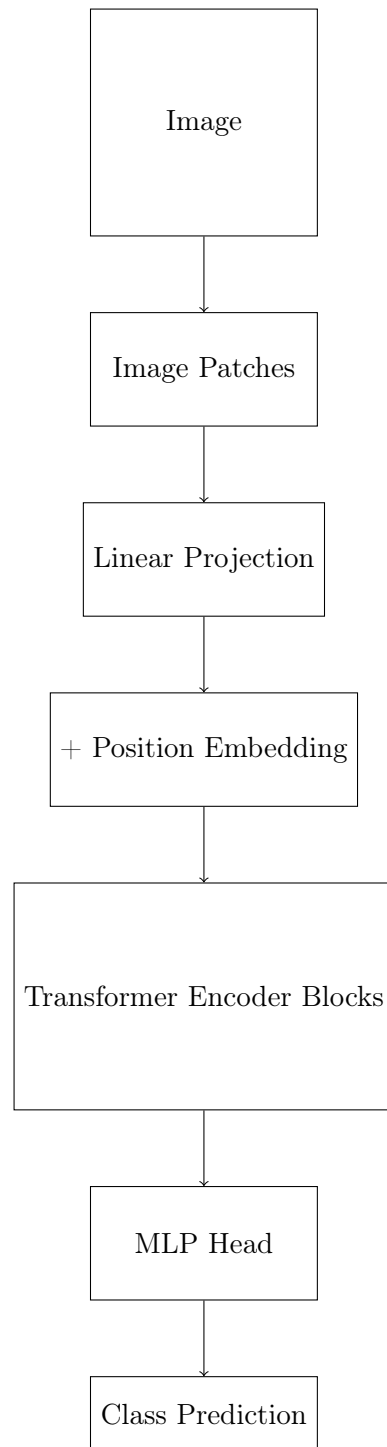 Image
Image Patches
Linear Projection
+ Position Embedding
Transformer Encoder Blocks
MLP Head
Class Prediction